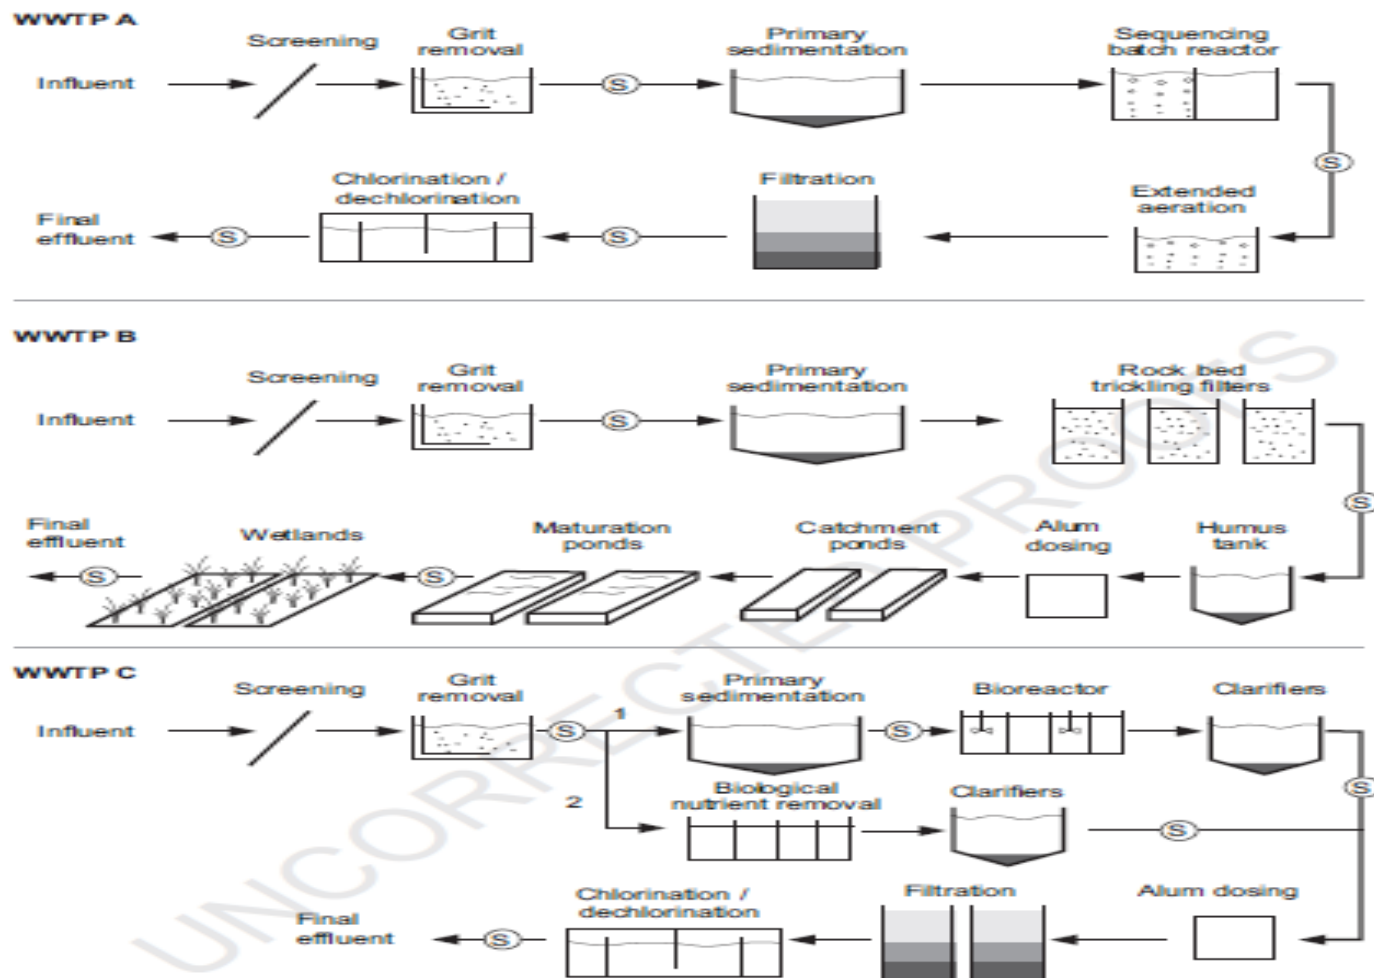 WWTP A
Influent
Screening
Grit
removal
S
Primary
sedimentation
Sequencing
batch reactor
S
Extended
aeration
Filtration
S
Chlorination /
dechlorination
S
Final
effluent
WWTP B
Influent
Screening
Grit
removal
S
Primary
sedimentation
Rock bed
trickling filters
S
Humus
tank
Alum
dosing
Catchment
ponds
Maturation
ponds
S
Wetlands
S
Final
effluent
WWTP C
Influent
Screening
Grit
removal
S
1
Primary
sedimentation
S
Bioreactor
Clarifiers
S
2
Biological
nutrient removal
Clarifiers
S
Alum dosing
Filtration
Chlorination /
dechlorination
S
Final
effluent
UNCORRECTED PROOFS